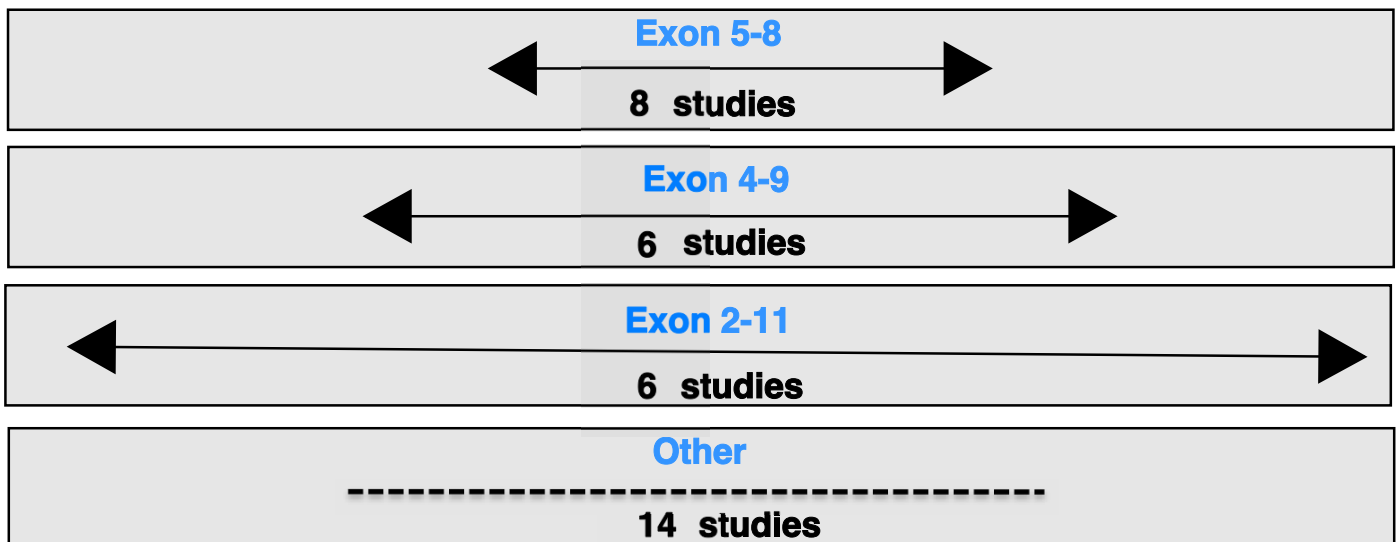 Exon 5-8
8 studies
Exon 4-9
6 studies
Exon 2-11
6 studies
Other
14 studies